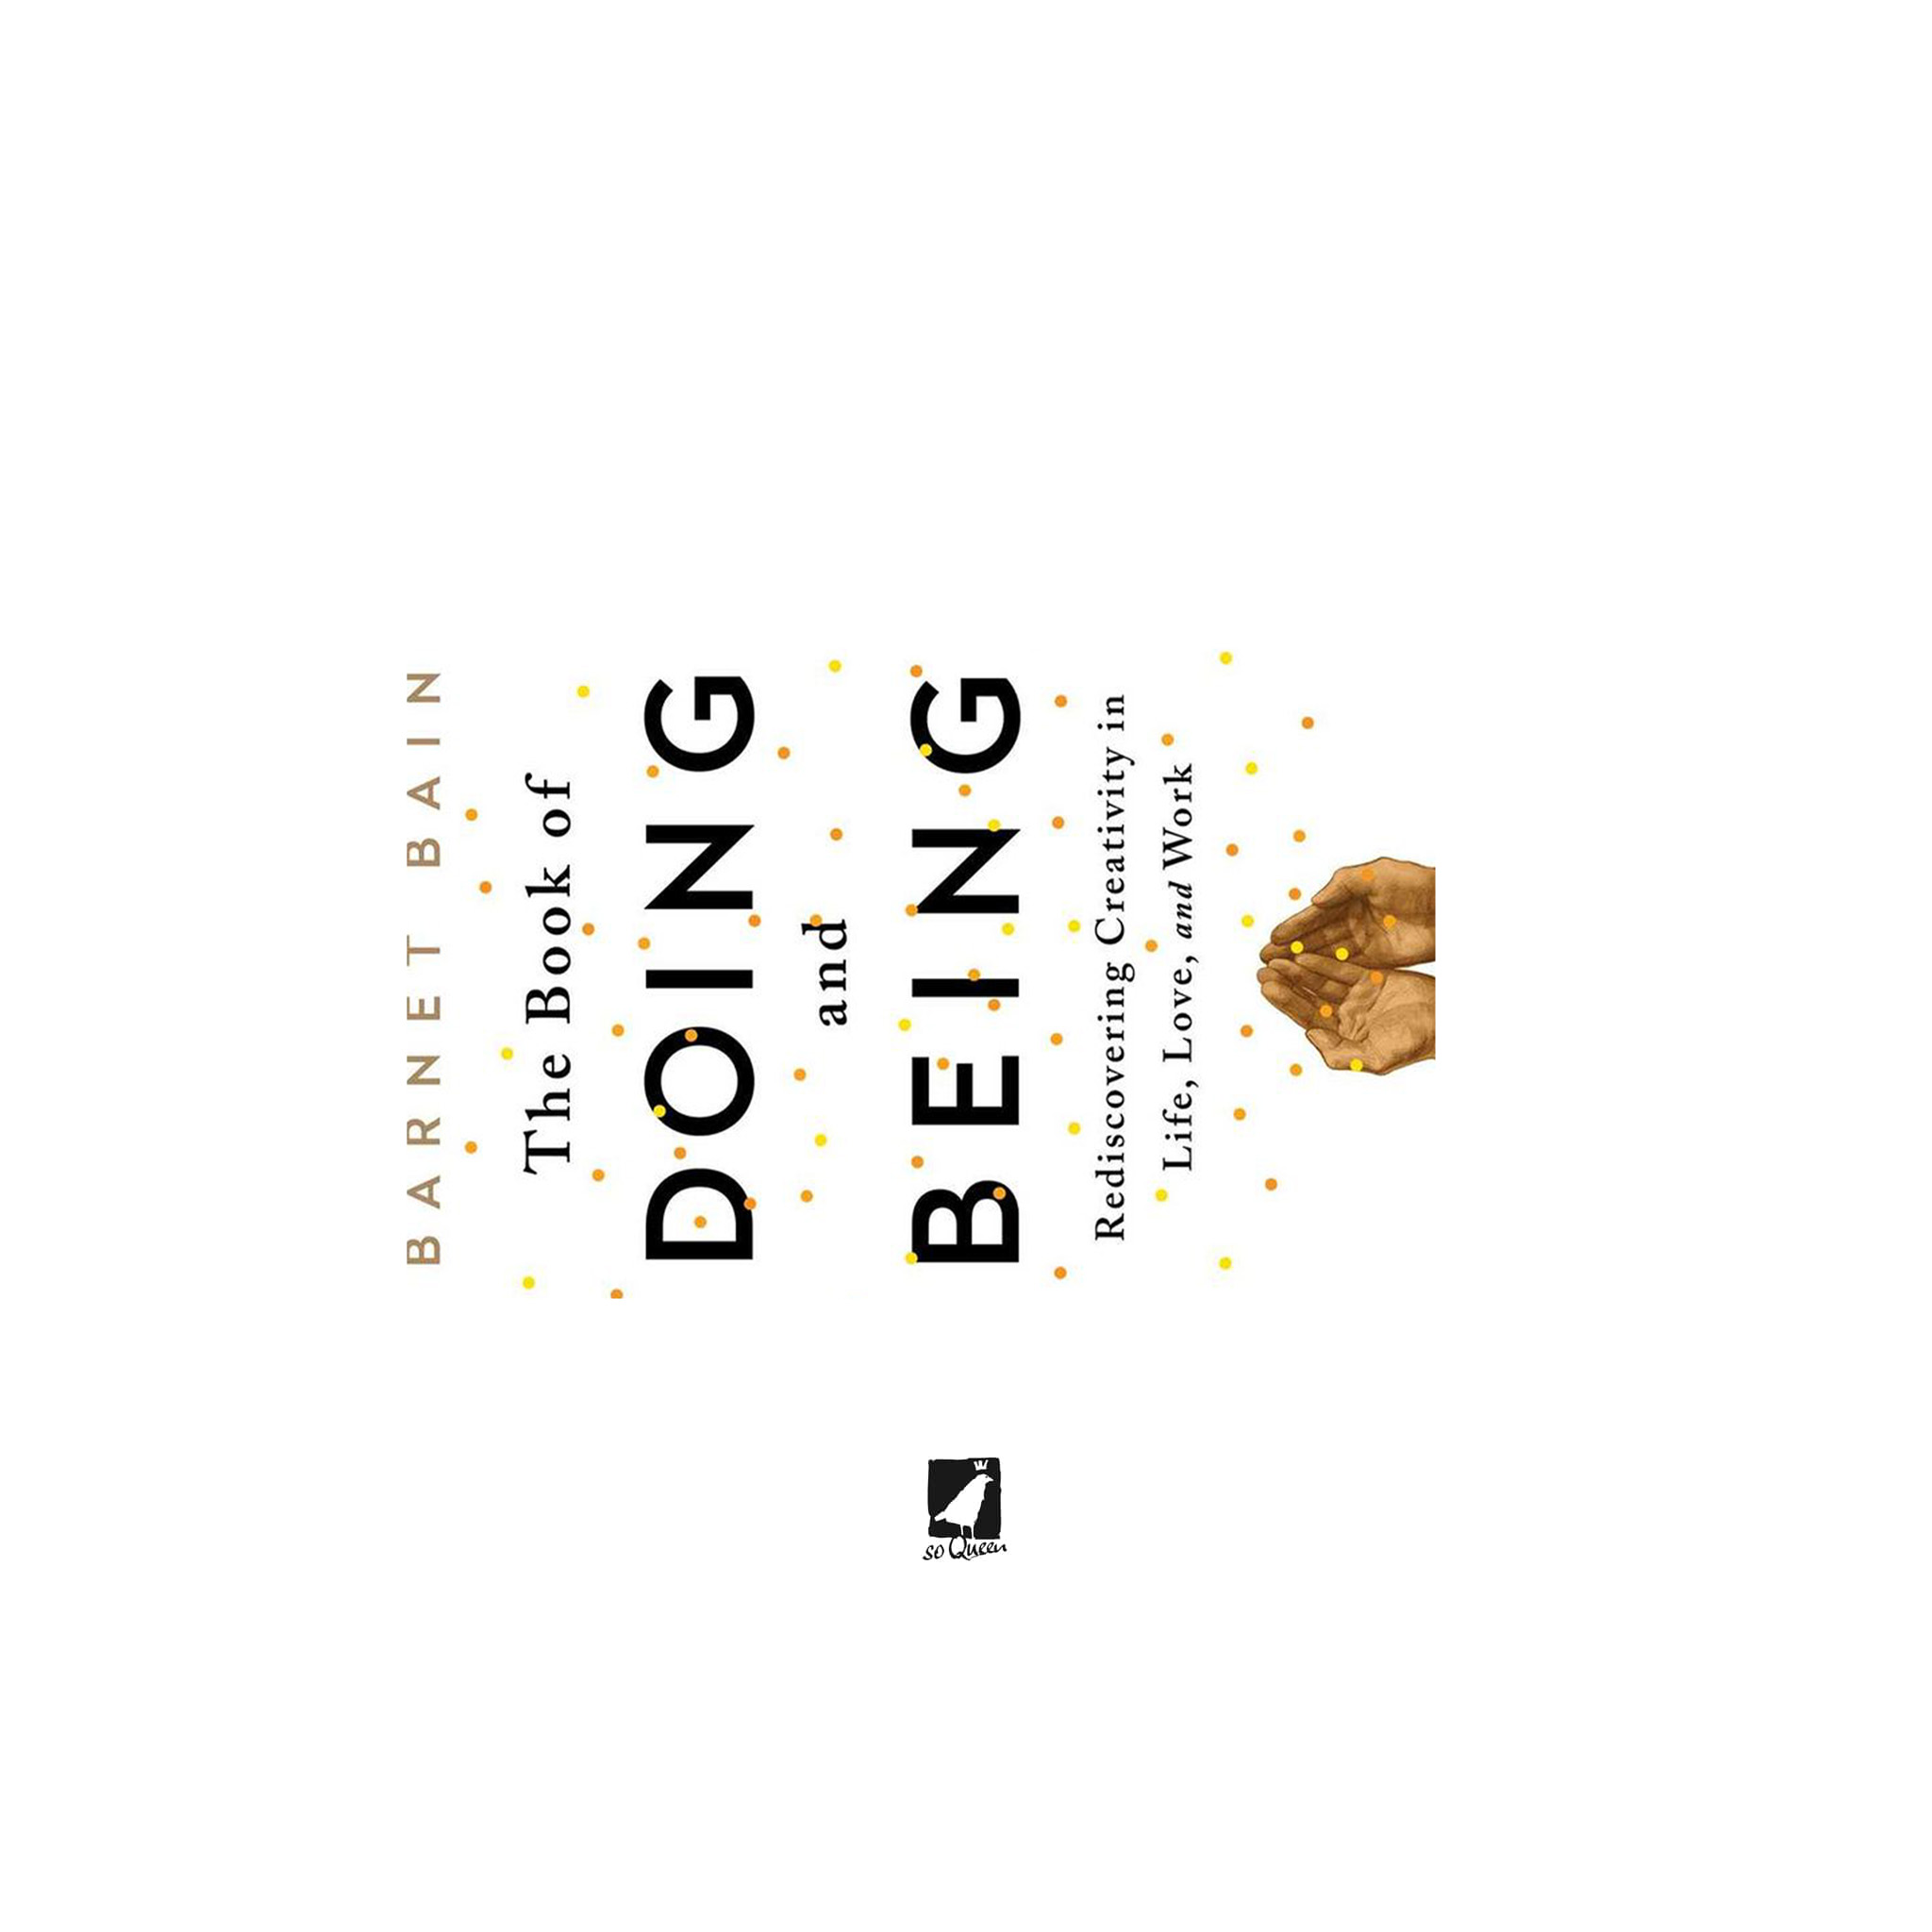 BARNET BAIN
The Book of
DOING
and
BEING
Rediscovering Creativity in
Life, Love, and Work
so Queen